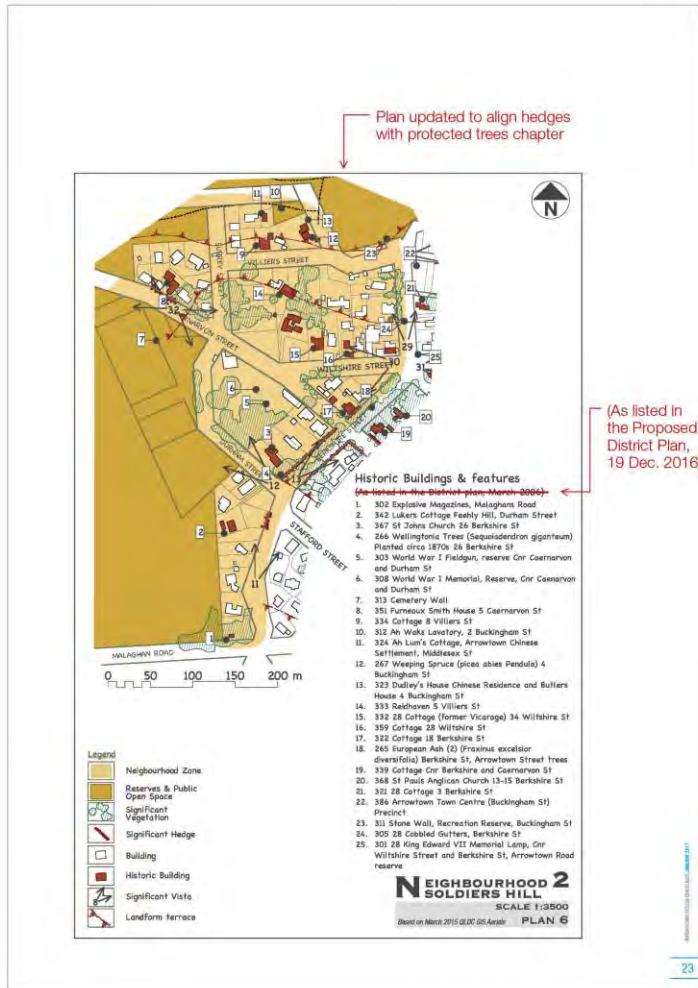 Plan updated to align hedges
with protected trees chapter
N
11
10
13
12
9
23
22
VILLIERS STREET
21
14
8
32
7
24
29
15
16
30
25
31
WILTSHIRE STREET
6
18
5
17
20
3
19
4
12
13
2
STAFFORD STREET
11
1
MALAGHAN ROAD
0 50 100 150 200 m
(As listed in
the Proposed
District Plan,
19 Dec. 2016
Historic Buildings & features
(As listed in the District plan, March 2006)
1. 302 Explosive Magazines, Malaghans Road
2. 342 Lukers Cottage Feehly Hill, Durham Street
3. 367 St Johns Church 26 Berkshire St
4. 266 Wellingtonia Trees (Sequoiadendron giganteum)
Planted circa 1870s 26 Berkshire St
5. 303 World War I Fieldgun, reserve Cnr Caernarvon
and Durham St
6. 308 World War I Memorial, Reserve, Cnr Caenarvon
and Durham St
7. 313 Cemetery Wall
8. 351 Furneaux Smith House 5 Caernarvon St
9. 334 Cottage 8 Villiers St
10. 312 Ah Waks Lavatory, 2 Buckingham St
11. 324 Ah Lum's Cottage, Arrowtown Chinese
Settlement, Middlesex St
12. 267 Weeping Spruce (picea abies Pendula) 4
Buckingham St
13. 323 Dudley's House Chinese Residence and Butlers
House 4 Buckingham St
14. 333 Reidhaven 5 Villiers St
15. 332 28 Cottage (former Vicarage) 34 Wiltshire St
16. 359 Cottage 28 Wiltshire St
17. 322 Cottage 18 Berkshire St
18. 265 European Ash (2) (Fraxinus excelsior
diversifolia) Berkshire St, Arrowtown Street trees
19. 339 Cottage Cnr Berkshire and Caernarvon St
20. 368 St Pauls Anglican Church 13-15 Berkshire St
21. 321 28 Cottage 3 Berkshire St
22. 386 Arrowtown Town Centre (Buckingham St)
Precinct
23. 311 Stone Wall, Recreation Reserve, Buckingham St
24. 305 28 Cobbled Gutters, Berkshire St
25. 301 28 King Edward VII Memorial Lamp, Cnr
Wiltshire Street and Berkshire St, Arrowtown Road
reserve
Legend
Neighbourhood Zone
Reserves & Public
Open Space
Significant
Vegetation
Significant Hedge
Building
Historic Building
8
Significant Vista
Landform terrace
NEIGHBOURHOOD 2
SOLDIERS HILL
SCALE 1:3500
Based on March 2015 QLDC GIS Aerials PLAN 6
23